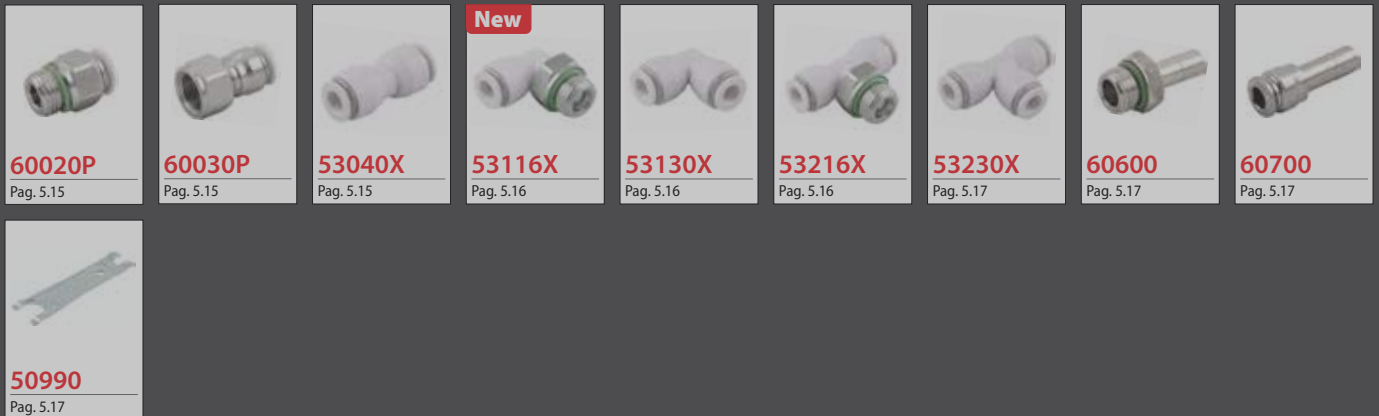 New
60020P
Pag. 5.15
60030P
Pag. 5.15
53040X
Pag. 5.15
53116X
Pag. 5.16
53130X
Pag. 5.16
53216X
Pag. 5.16
53230X
Pag. 5.17
60600
Pag. 5.17
60700
Pag. 5.17
50990
Pag. 5.17